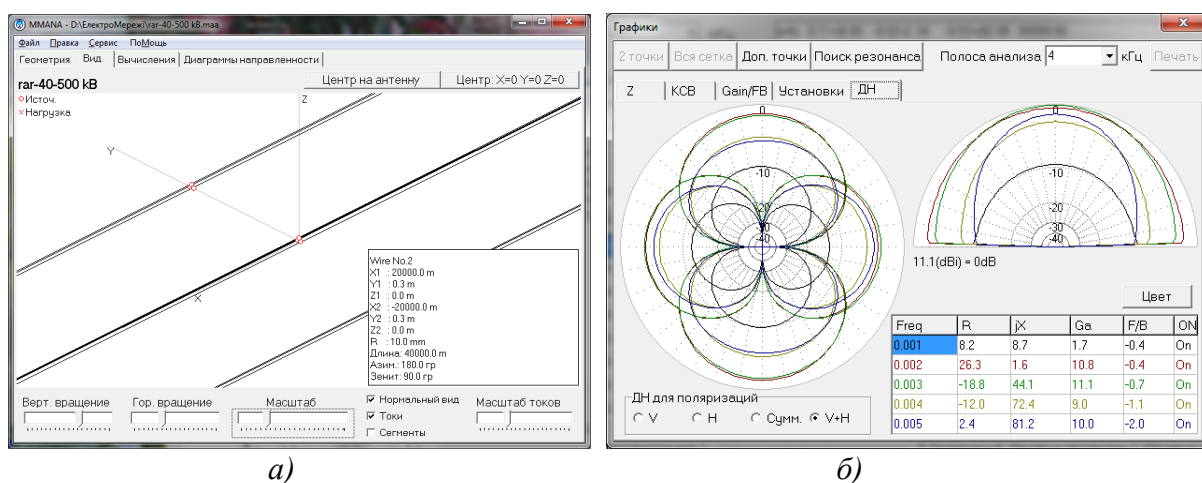 MMANA - D:\ЕлектроМережі\rar-40-500 kB.maa
Файл Правка Сервис ПоМощь
Геометрия Вид Вычисления Диаграммы направленности
rar-40-500 kB
Центр на антенну Центр: X=0 Y=0 Z=0
Источ.
Нагрузка
Z
Y
X
Wire No.2
X1 : 20000.0 m
Y1 : 0.3 m
Z1 : 0.0 m
X2 : -20000.0 m
Y2 : 0.3 m
Z2 : 0.0 m
R : 10.0 mm
Длина: 40000.0 m
Азим.: 180.0 гр
Зенит: 90.0 гр
Верт. вращение Гор. вращение Масштаб Нормальный вид Масштаб токов
Токи
Сегменты
а)
Графики
2 точки Вся сетка Доп. точки Поиск резонанса Полоса анализа 4 кГц Печать
Z КСВ Gain/FB Установки ДН
0
-10
-20
-30
-40
0
-10
-20
-30
-40
11.1(dBi) = 0dB
Цвет
Freq R jX Ga F/B ON
0.001 8.2 8.7 1.7 -0.4 On
0.002 26.3 1.6 10.8 -0.4 On
0.003 -18.8 44.1 11.1 -0.7 On
0.004 -12.0 72.4 9.0 -1.1 On
0.005 2.4 81.2 10.0 -2.0 On
ДН для поляризаций
V H Сумм. V+H
б)